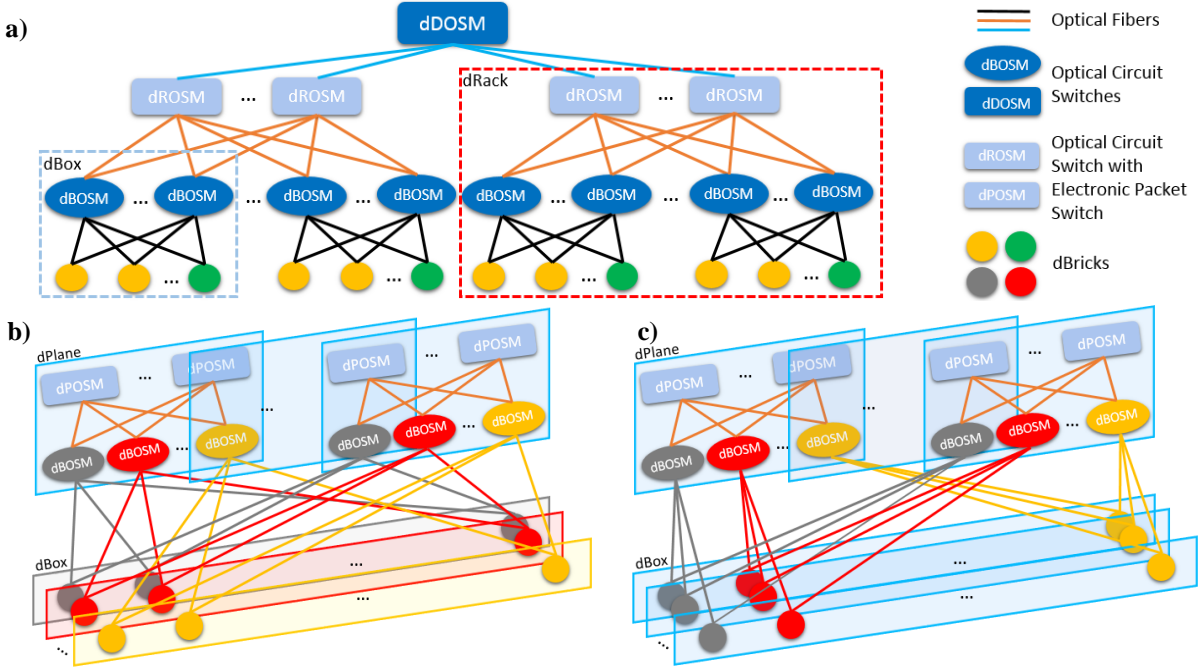 a)
dDOSM
dROSM
...
dROSM
dRack
dROSM
...
dROSM
dBox
dBOSM
...
dBOSM
...
dBOSM
...
dBOSM
dBOSM
...
dBOSM
...
dBOSM
...
dBOSM
...
...
...
...
Optical Fibers
dBOSM
dDOSM
Optical Circuit
Switches
dROSM
dPOSM
Optical Circuit
Switch with
Electronic Packet
Switch
dBricks
b)
dPlane
dPOSM
...
dPOSM
...
dPOSM
...
dPOSM
dBOSM
dBOSM
...
dBOSM
dBOSM
dBOSM
...
dBOSM
dBox
...
...
...
c)
dPlane
dPOSM
...
dPOSM
...
dPOSM
...
dPOSM
dBOSM
dBOSM
...
dBOSM
dBOSM
dBOSM
...
dBOSM
dBox
...
...
...